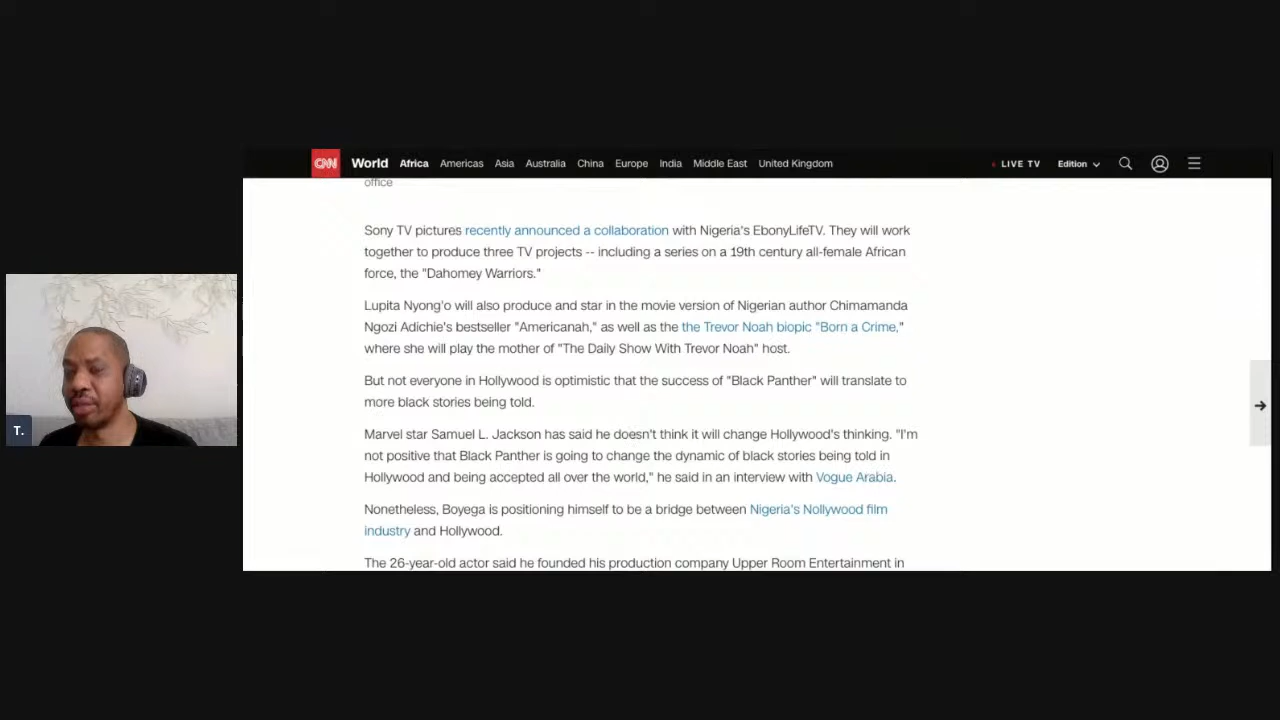 CNN World Africa Americas Asia Australia China Europe India Middle East United Kingdom LIVE TV Edition
office
Sony TV pictures recently announced a collaboration with Nigeria's EbonyLifeTV. They will work
together to produce three TV projects -- including a series on a 19th century all-female African
force, the "Dahomey Warriors."
Lupita Nyong'o will also produce and star in the movie version of Nigerian author Chimamanda
Ngozi Adichie's bestseller "Americanah," as well as the the Trevor Noah biopic "Born a Crime,"
where she will play the mother of "The Daily Show With Trevor Noah" host.
But not everyone in Hollywood is optimistic that the success of "Black Panther" will translate to
more black stories being told.
Marvel star Samuel L. Jackson has said he doesn't think it will change Hollywood's thinking. "I'm
not positive that Black Panther is going to change the dynamic of black stories being told in
Hollywood and being accepted all over the world," he said in an interview with Vogue Arabia.
Nonetheless, Boyega is positioning himself to be a bridge between Nigeria's Nollywood film
industry and Hollywood.
The 26-year-old actor said he founded his production company Upper Room Entertainment in
T.